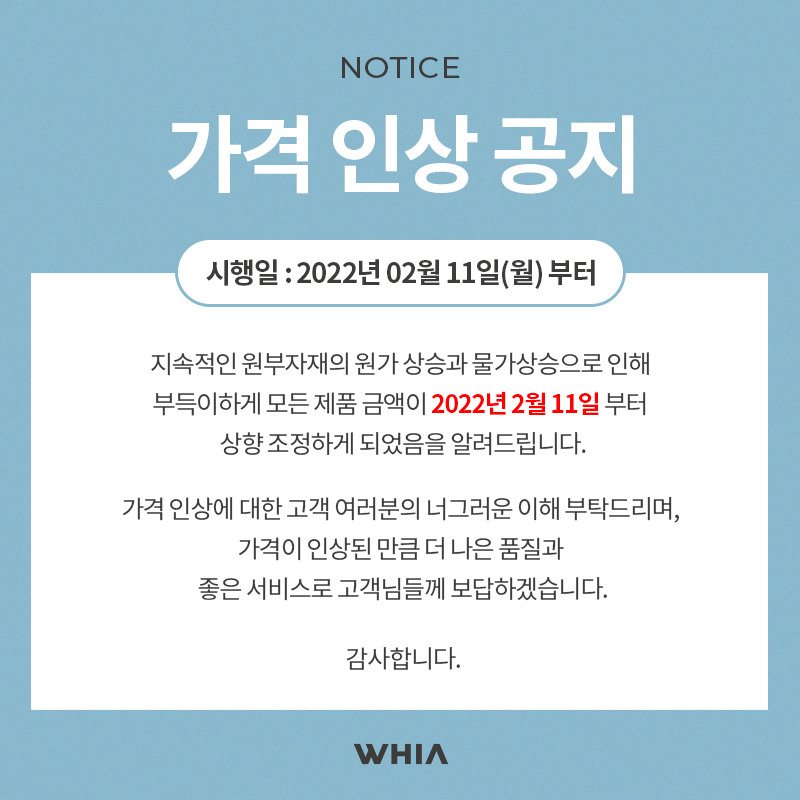 NOTICE
가격 인상 공지
시행일 : 2022년 02월 11일(월) 부터
지속적인 원부자재의 원가 상승과 물가상승으로 인해
부득이하게 모든 제품 금액이 2022년 2월 11일 부터
상향 조정하게 되었음을 알려드립니다.
가격 인상에 대한 고객 여러분의 너그러운 이해 부탁드리며,
가격이 인상된 만큼 더 나은 품질과
좋은 서비스로 고객님들께 보답하겠습니다.
감사합니다.
WHIA